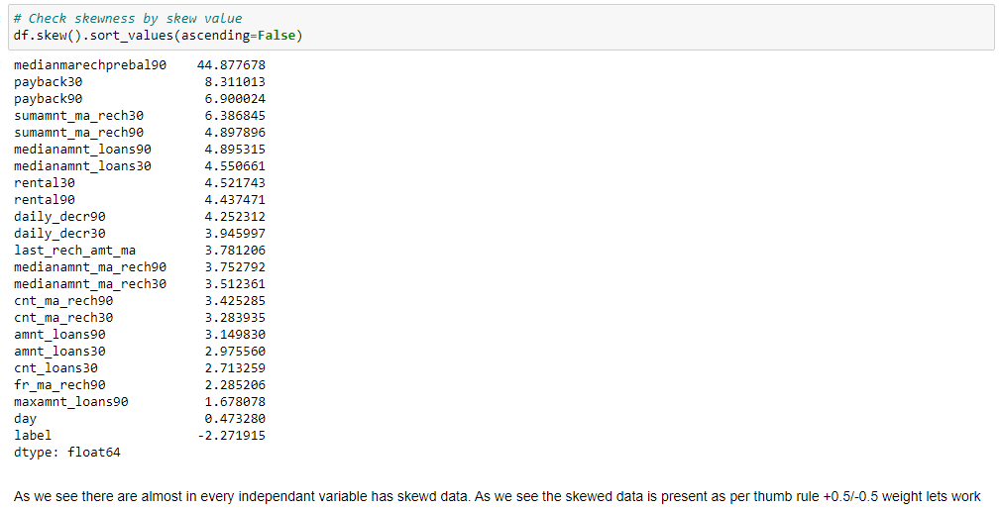 # Check skewness by skew value
df.skew().sort_values(ascending=False)
medianmarechprebal90 44.877678
payback30 8.311013
payback90 6.900024
sumamnt_ma_rech30 6.386845
sumamnt_ma_rech90 4.897896
medianamnt_loans90 4.895315
medianamnt_loans30 4.550661
rental30 4.521743
rental90 4.437471
daily_decr90 4.252312
daily_decr30 3.945997
last_rech_amt_ma 3.781206
medianamnt_ma_rech90 3.752792
medianamnt_ma_rech30 3.512361
cnt_ma_rech90 3.425285
cnt_ma_rech30 3.283935
amnt_loans90 3.149830
amnt_loans30 2.975560
cnt_loans30 2.713259
fr_ma_rech90 2.285206
maxamnt_loans90 1.678078
day 0.473280
label -2.271915
dtype: float64
As we see there are almost in every independant variable has skewd data. As we see the skewed data is present as per thumb rule +0.5/-0.5 weight lets work